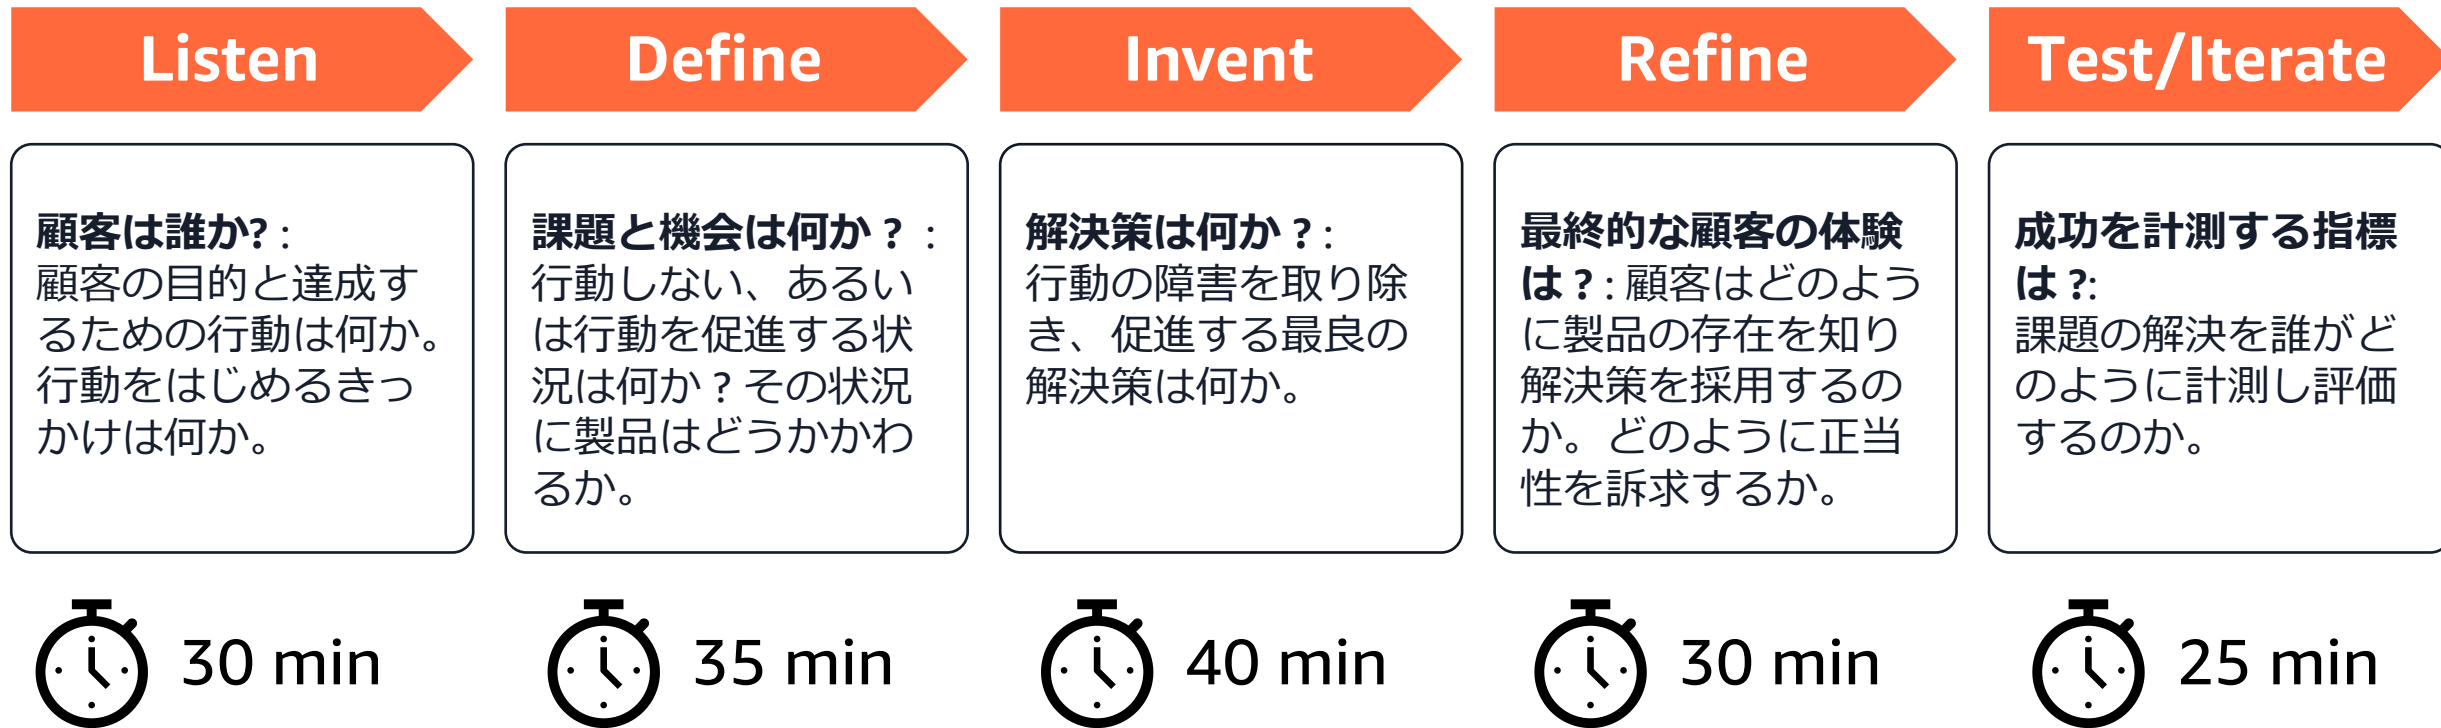 Listen
顧客は誰か? :
顧客の目的と達成す
るための行動は何か。
行動をはじめるきっ
かけは何か。
30 min
Define
課題と機会は何か ? :
行動しない、あるい
は行動を促進する状
況は何か ? その状況
に製品はどうかかわ
るか。
35 min
Invent
解決策は何か ? :
行動の障害を取り除
き、促進する最良の
解決策は何か。
40 min
Refine
最終的な顧客の体験
は ? : 顧客はどのよう
に製品の存在を知り
解決策を採用するの
か。どのように正当
性を訴求するか。
30 min
Test/Iterate
成功を計測する指標
は ?:
課題の解決を誰がど
のように計測し評価
するのか。
25 min